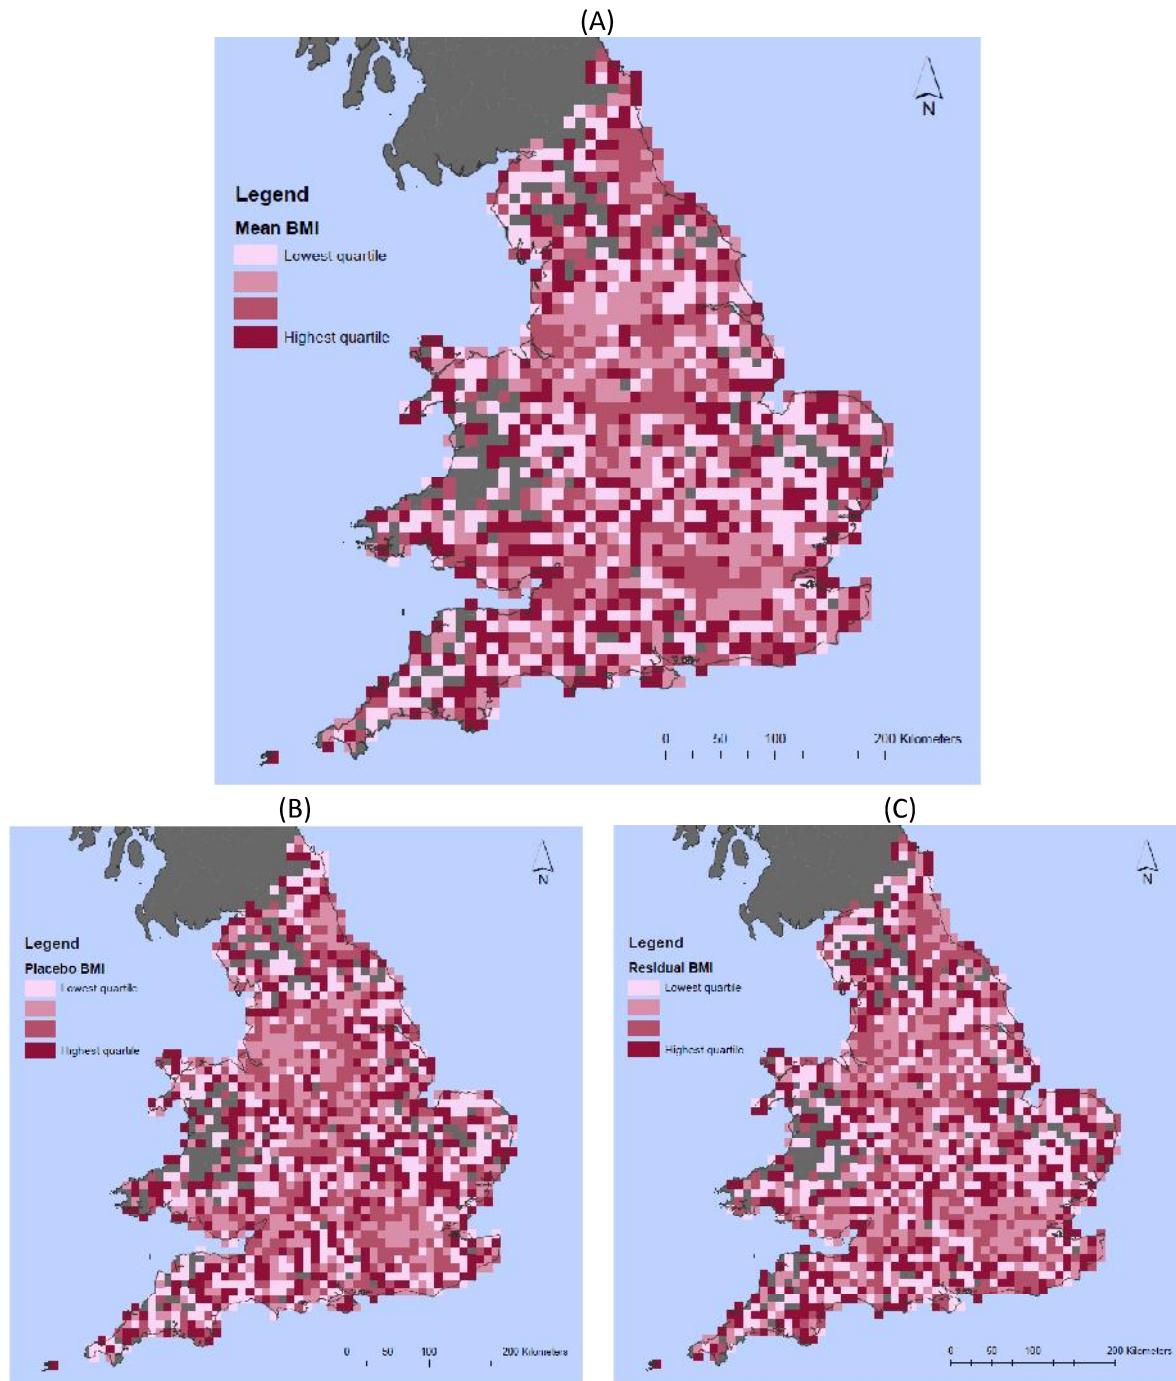 (A)
N
Legend
Mean BMI
Lowest quartile
Highest quartile
0 50 100 200 Kilometers
(B)
(C)
N
Legend
Placebo BMI
Lowest quartile
Highest quartile
0 50 100 200 Kilometers
N
Legend
Residual BMI
Lowest quartile
Highest quartile
0 50 100 200 Kilometers